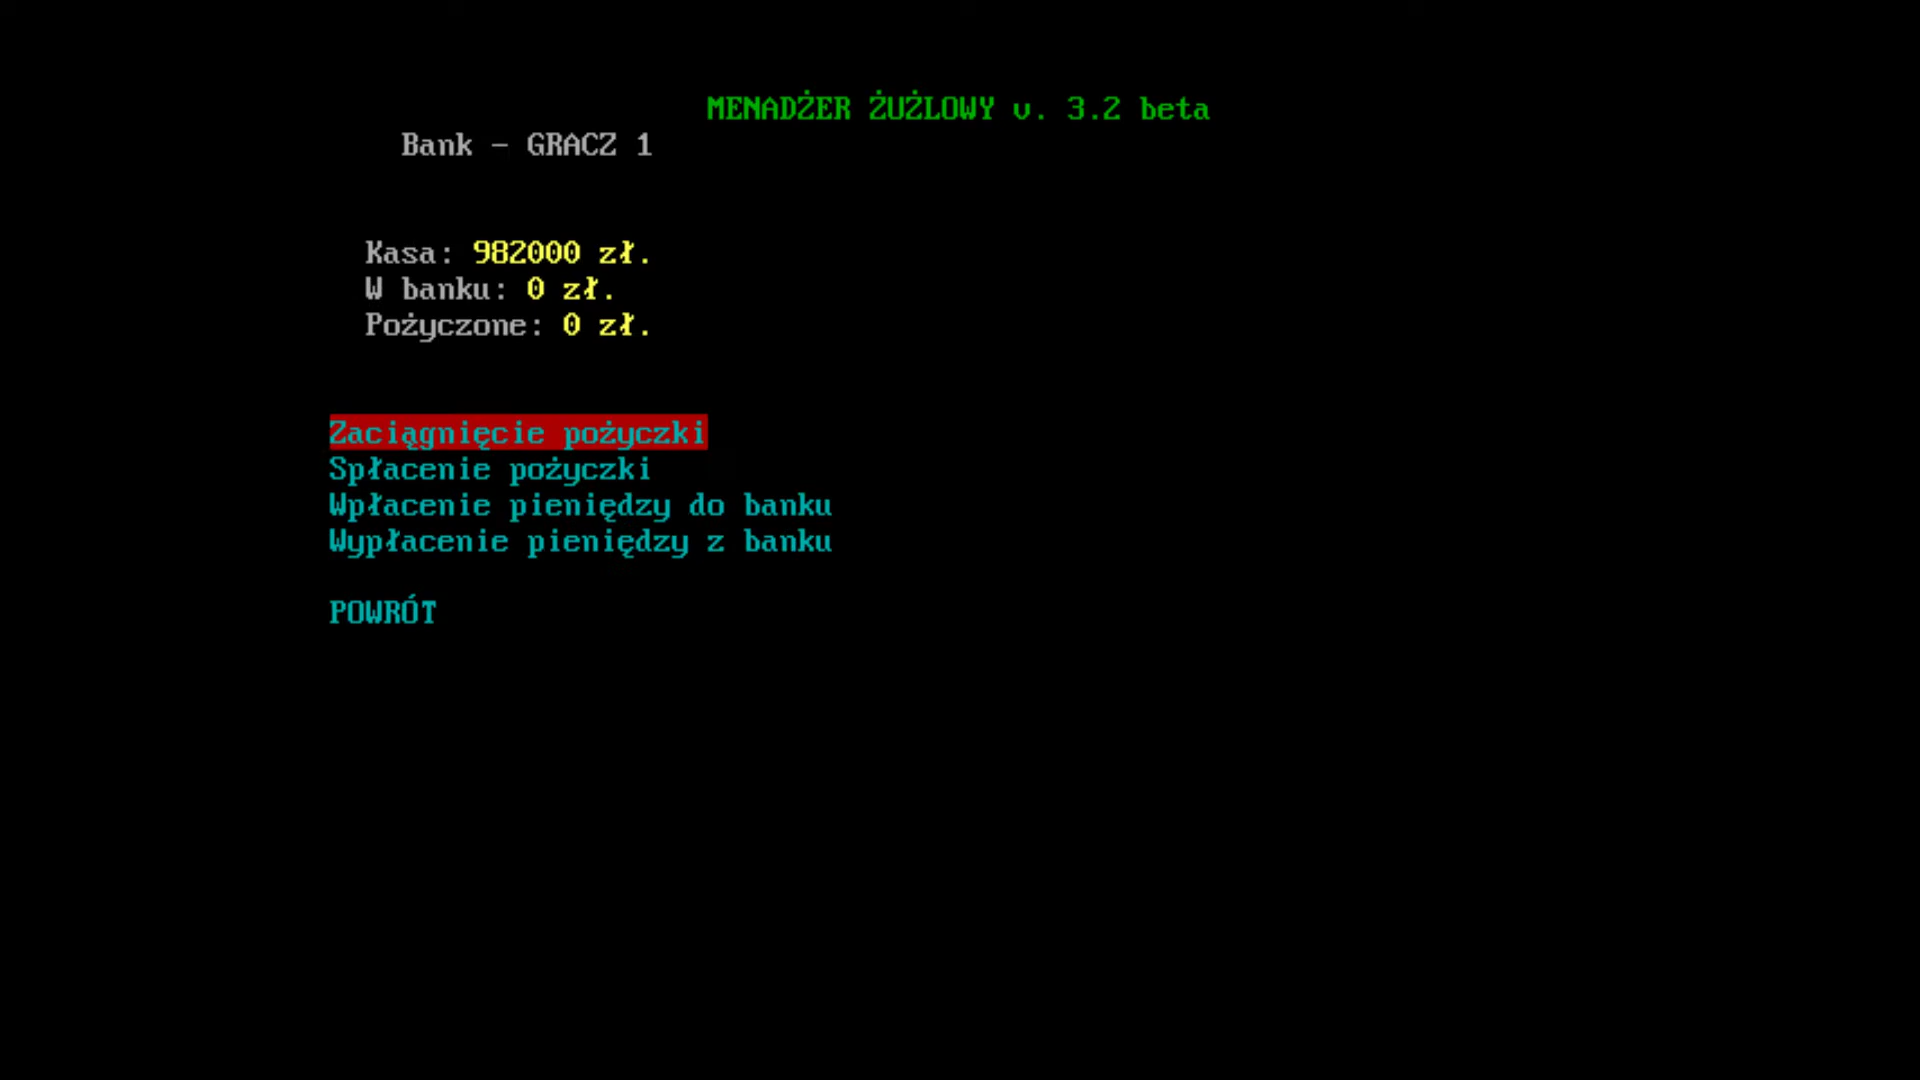 MENADŻER ŻUŻLOWY v. 3.2 beta
Bank - GRACZ 1
Kasa: 982000 zł.
W banku: 0 zł.
Pożyczone: 0 zł.
Zaciągnięcie pożyczki
Spłacenie pożyczki
Wpłacenie pieniędzy do banku
Wypłacenie pieniędzy z banku
POWRÓT